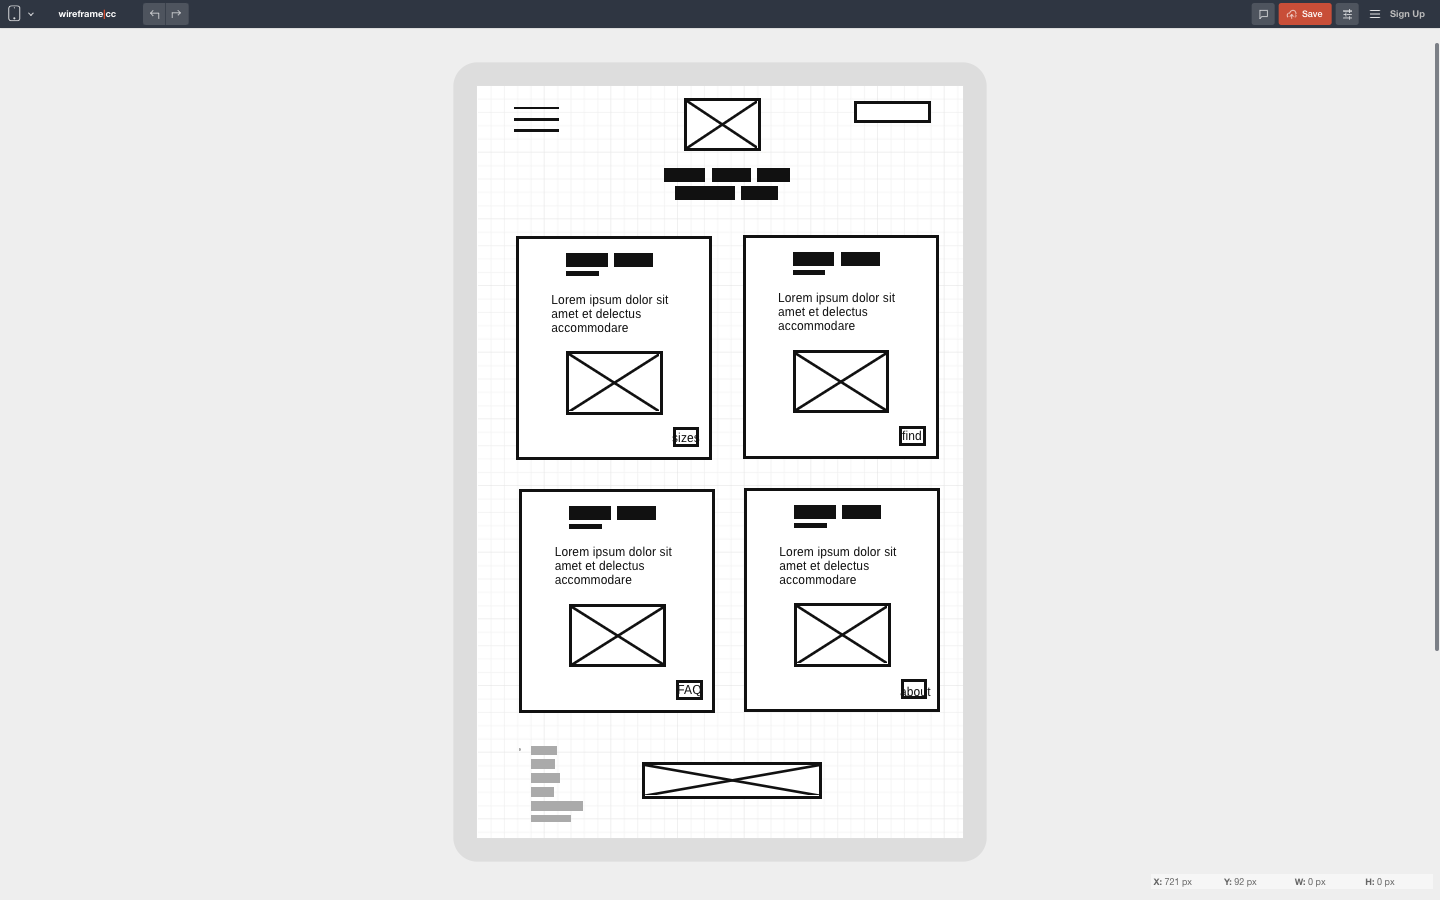 wireframe|cc
Save
Sign Up
Lorem ipsum dolor sit
amet et delectus
accommodare
sizes
Lorem ipsum dolor sit
amet et delectus
accommodare
find
Lorem ipsum dolor sit
amet et delectus
accommodare
FAQ
Lorem ipsum dolor sit
amet et delectus
accommodare
about
X: 721 px Y: 92 px W: 0 px H: 0 px